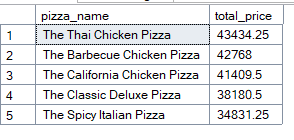 pizza_name total_price
1 The Thai Chicken Pizza 43434.25
2 The Barbecue Chicken Pizza 42768
3 The California Chicken Pizza 41409.5
4 The Classic Deluxe Pizza 38180.5
5 The Spicy Italian Pizza 34831.25